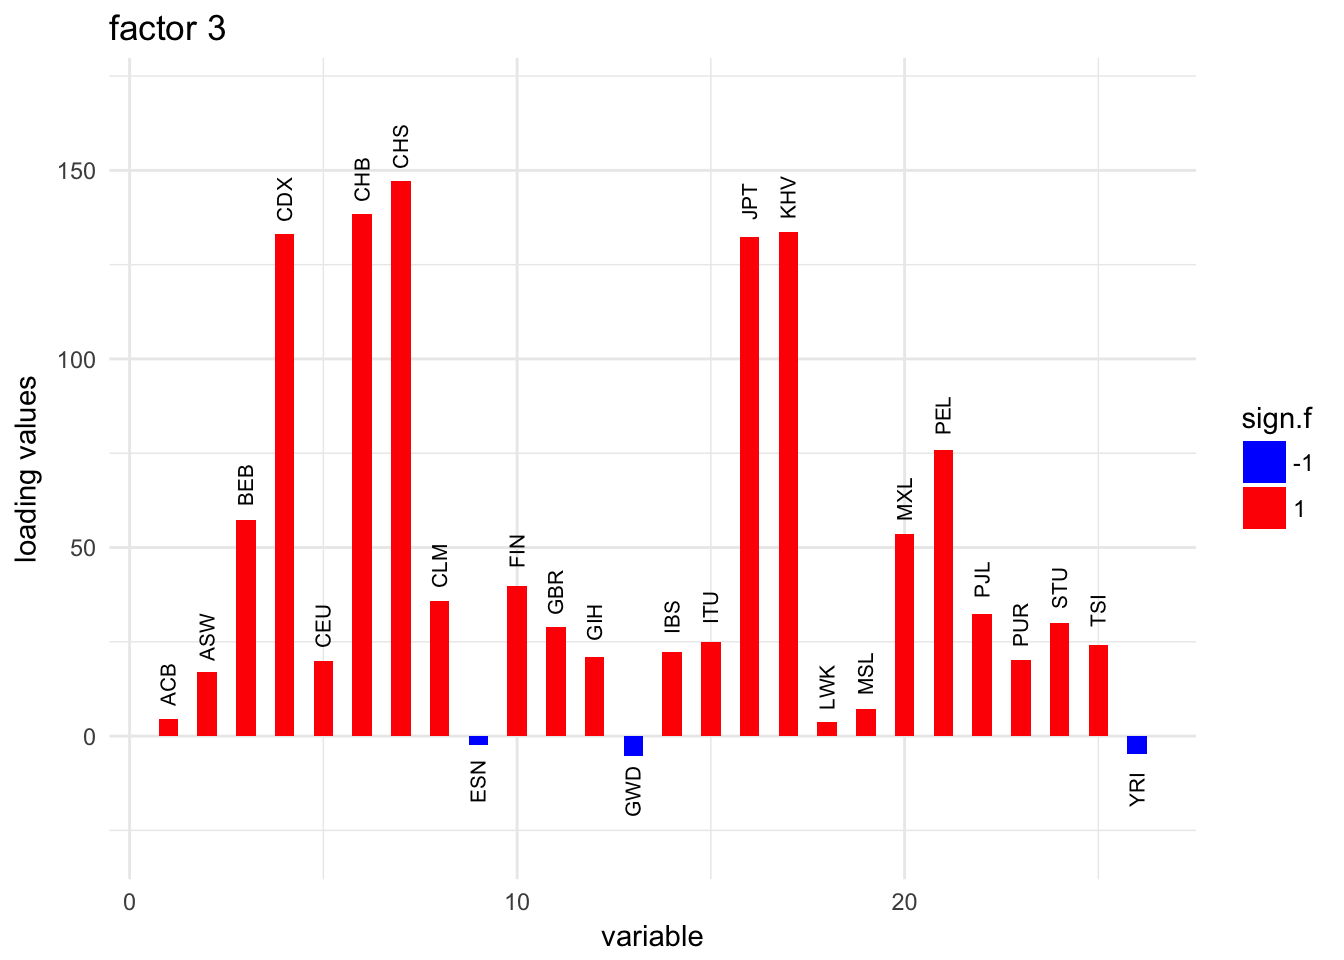 factor 3
loading values
150
100
50
0
ACB
ASW
BEB
CDX
CEU
CHB
CHS
CLM
ESN
FIN
GBR
GIH
GWD
IBS
ITU
JPT
KHV
LWK
MSL
MXL
PEL
PJL
PUR
STU
TSI
YRI
0
10
20
variable
sign.f
-1
1